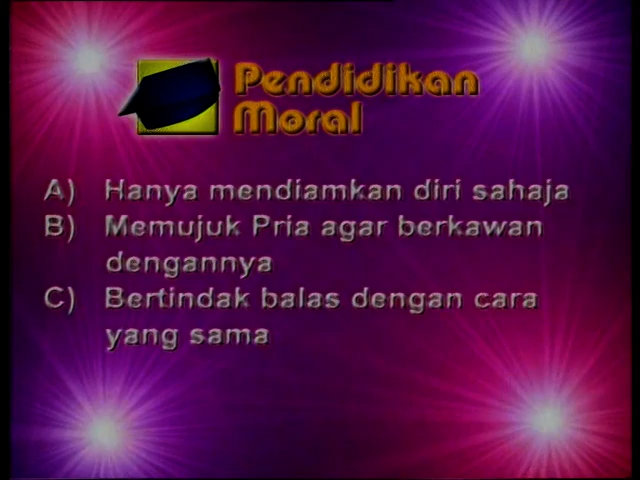 Pendidikan
Moral
A) Hanya mendiamkan diri sahaja
B) Memujuk Pria agar berkawan
dengannya
C) Bertindak balas dengan cara
yang sama